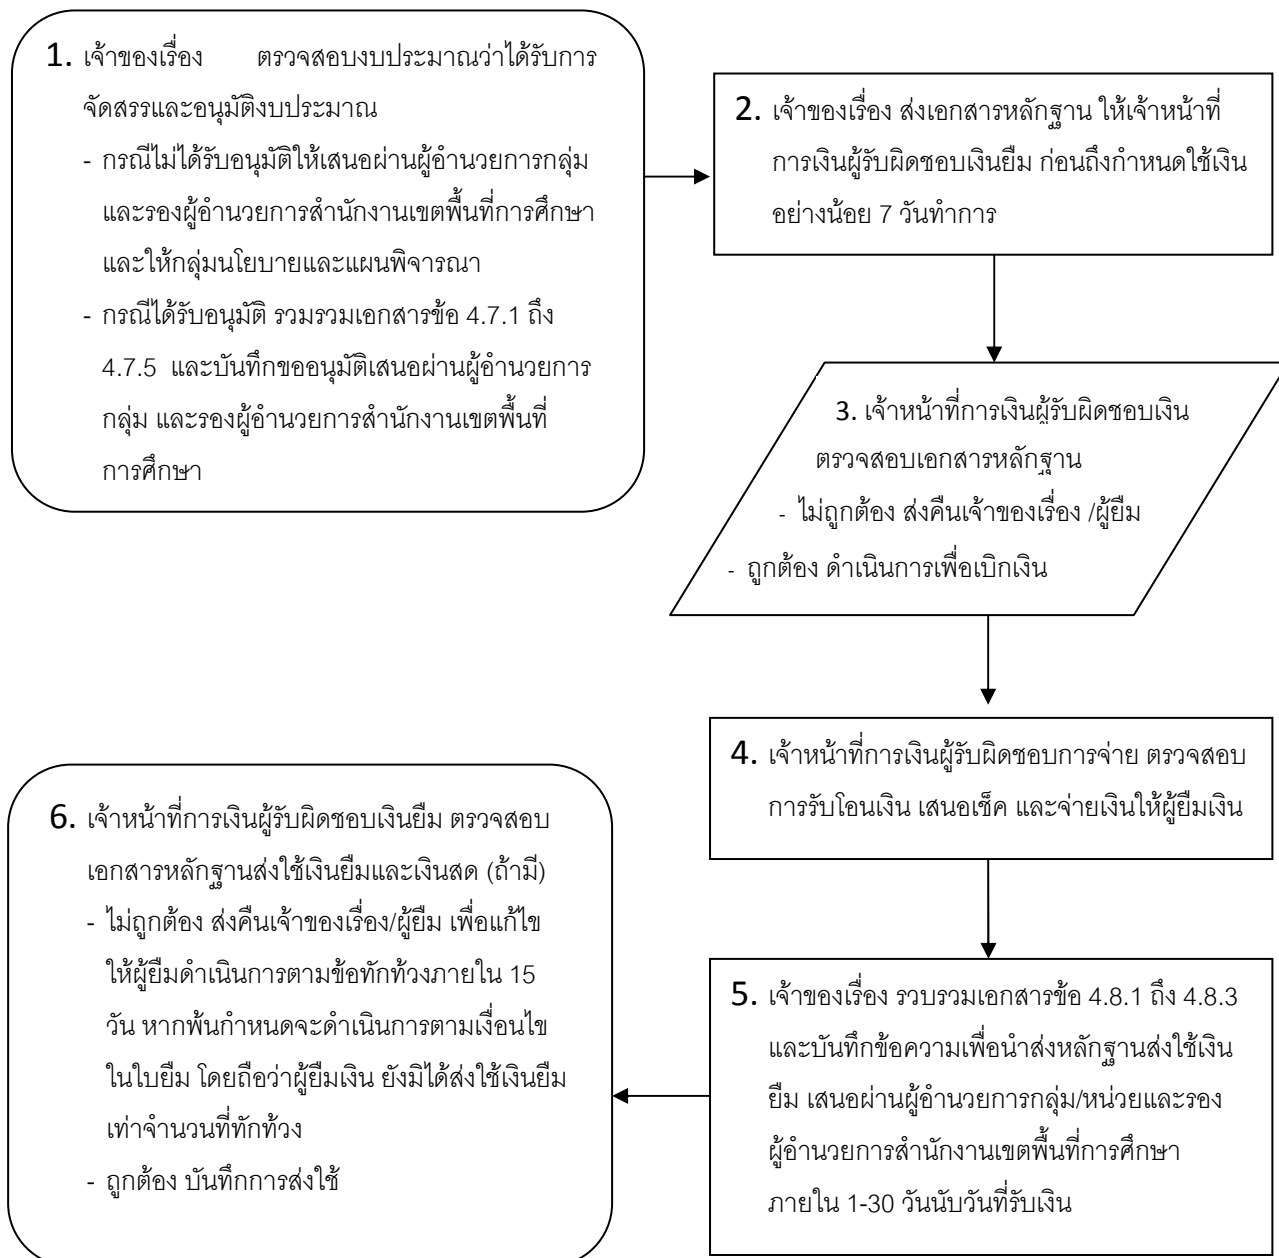 1. เจ้าของเรื่อง ตรวจสอบงบประมาณว่าได้รับการ
จัดสรรและอนุมัติงบประมาณ
- กรณีไม่ได้รับอนุมัติให้เสนอผ่านผู้อำนวยการกลุ่ม
และรองผู้อำนวยการสำนักงานเขตพื้นที่การศึกษา
และให้กลุ่มนโยบายและแผนพิจารณา
- กรณีได้รับอนุมัติ รวมรวมเอกสารข้อ 4.7.1 ถึง
4.7.5 และบันทึกขออนุมัติเสนอผ่านผู้อำนวยการ
กลุ่ม และรองผู้อำนวยการสำนักงานเขตพื้นที่
การศึกษา
2. เจ้าของเรื่อง ส่งเอกสารหลักฐาน ให้เจ้าหน้าที่
การเงินผู้รับผิดชอบเงินยืม ก่อนถึงกำหนดใช้เงิน
อย่างน้อย 7 วันทำการ
3. เจ้าหน้าที่การเงินผู้รับผิดชอบเงิน
ตรวจสอบเอกสารหลักฐาน
- ไม่ถูกต้อง ส่งคืนเจ้าของเรื่อง /ผู้ยืม
- ถูกต้อง ดำเนินการเพื่อเบิกเงิน
4. เจ้าหน้าที่การเงินผู้รับผิดชอบการจ่าย ตรวจสอบ
การรับโอนเงิน เสนอเช็ค และจ่ายเงินให้ผู้ยืมเงิน
5. เจ้าของเรื่อง รวบรวมเอกสารข้อ 4.8.1 ถึง 4.8.3
และบันทึกข้อความเพื่อนำส่งหลักฐานส่งใช้เงิน
ยืม เสนอผ่านผู้อำนวยการกลุ่ม/หน่วยและรอง
ผู้อำนวยการสำนักงานเขตพื้นที่การศึกษา
ภายใน 1-30 วันนับวันที่รับเงิน
6. เจ้าหน้าที่การเงินผู้รับผิดชอบเงินยืม ตรวจสอบ
เอกสารหลักฐานส่งใช้เงินยืมและเงินสด (ถ้ามี)
- ไม่ถูกต้อง ส่งคืนเจ้าของเรื่อง/ผู้ยืม เพื่อแก้ไข
ให้ผู้ยืมดำเนินการตามข้อทักท้วงภายใน 15
วัน หากพ้นกำหนดจะดำเนินการตามเงื่อนไข
ในใบยืม โดยถือว่าผู้ยืมเงิน ยังมิได้ส่งใช้เงินยืม
เท่าจำนวนที่ทักท้วง
- ถูกต้อง บันทึกการส่งใช้